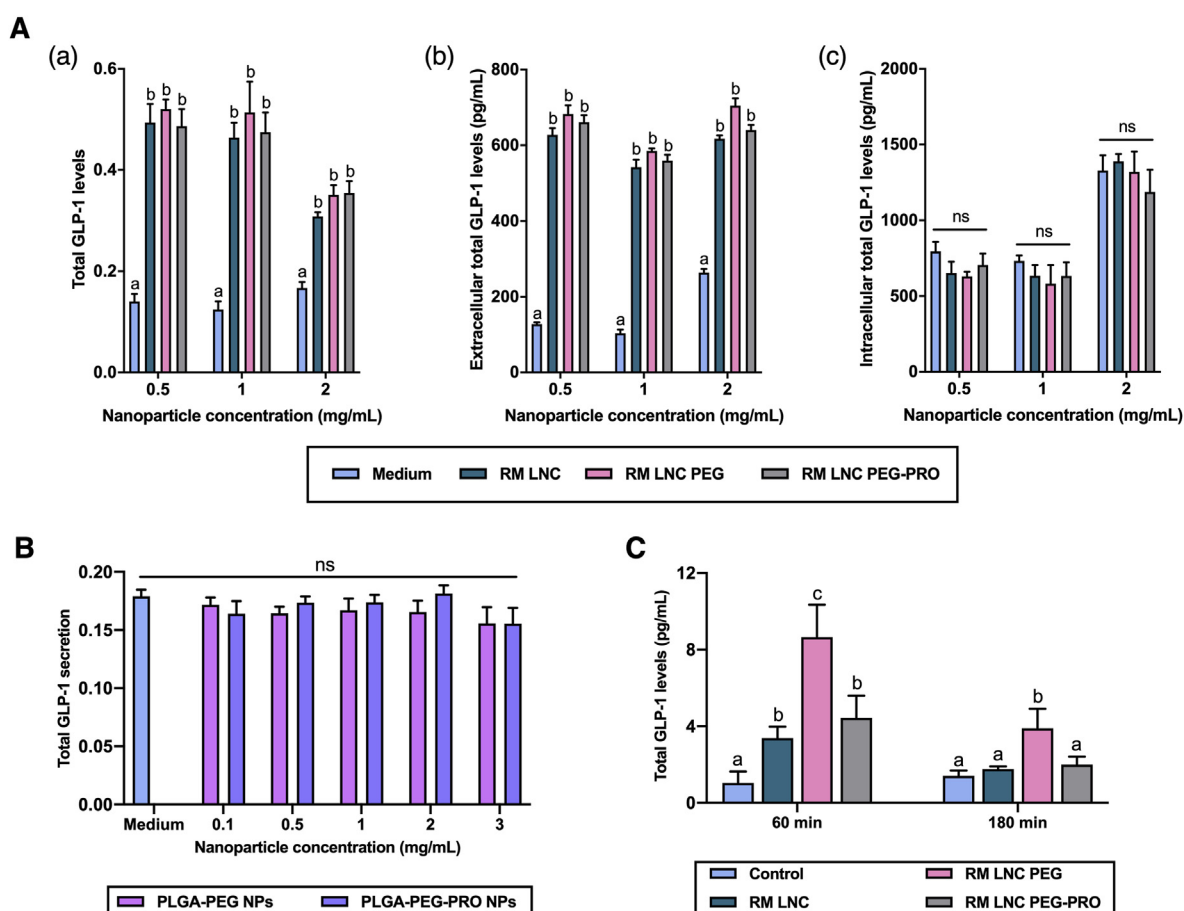 A
(a)
Total GLP-1 levels
0.6
0.4
0.2
0.0
a b b b
a b b b
a b b b
0.5 1 2
Nanoparticle concentration (mg/mL)
(b)
Extracellular total GLP-1 levels (pg/mL)
800
600
400
200
0
a b b b
a b b b
a b b b
0.5 1 2
Nanoparticle concentration (mg/mL)
(c)
Intracellular total GLP-1 levels (pg/mL)
2000
1500
1000
500
0
ns ns ns
0.5 1 2
Nanoparticle concentration (mg/mL)
Medium RM LNC RM LNC PEG RM LNC PEG-PRO
B
Total GLP-1 secretion
0.20
0.15
0.10
0.05
0.00
ns
Medium 0.1 0.5 1 2 3
Nanoparticle concentration (mg/mL)
PLGA-PEG NPs PLGA-PEG-PRO NPs
C
Total GLP-1 levels (pg/mL)
12
8
4
0
a b c b
a a b a
60 min 180 min
Control RM LNC PEG
RM LNC RM LNC PEG-PRO